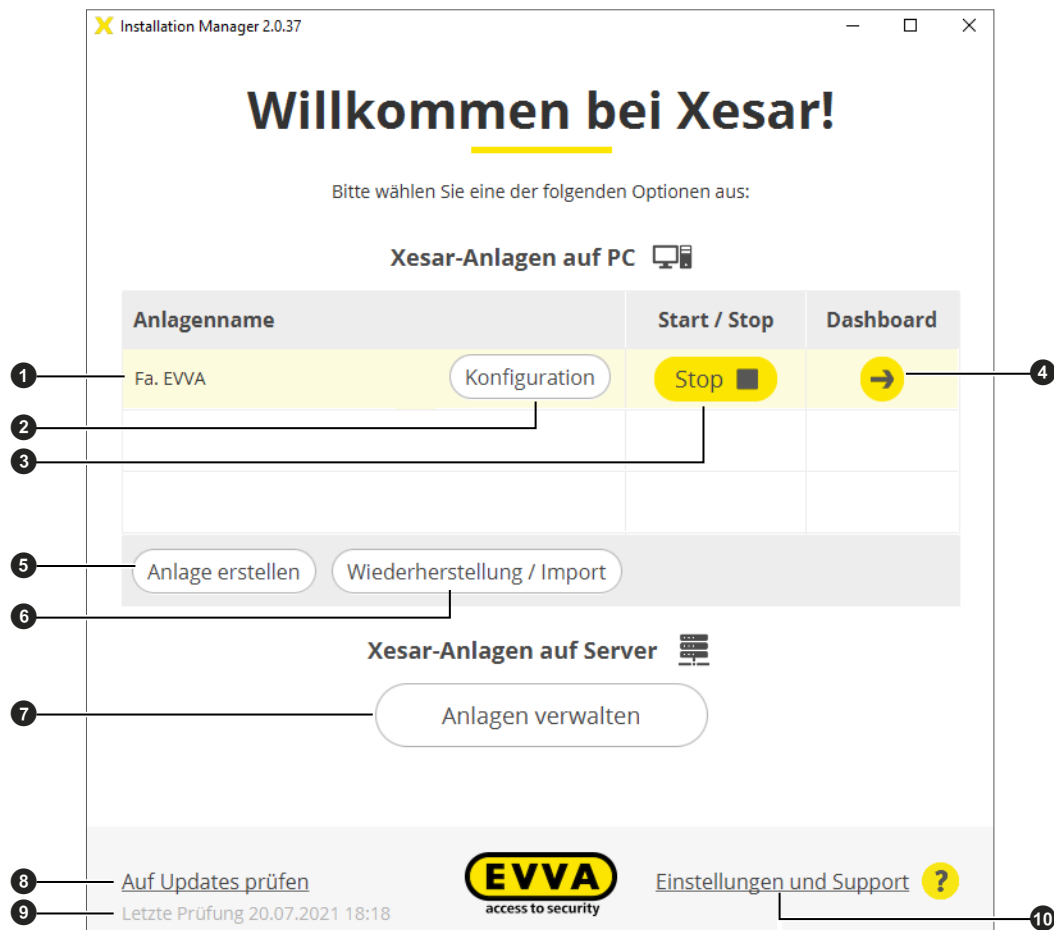 Installation Manager 2.0.37
Willkommen bei Xesar!
Bitte wählen Sie eine der folgenden Optionen aus:
Xesar-Anlagen auf PC
Anlagenname Start / Stop Dashboard
1 Fa. EVVA Konfiguration Stop 4
2
3
5 Anlage erstellen Wiederherstellung / Import
6
Xesar-Anlagen auf Server
7 Anlagen verwalten
8 Auf Updates prüfen EVVA Einstellungen und Support ?
9 Letzte Prüfung 20.07.2021 18:18 access to security 10